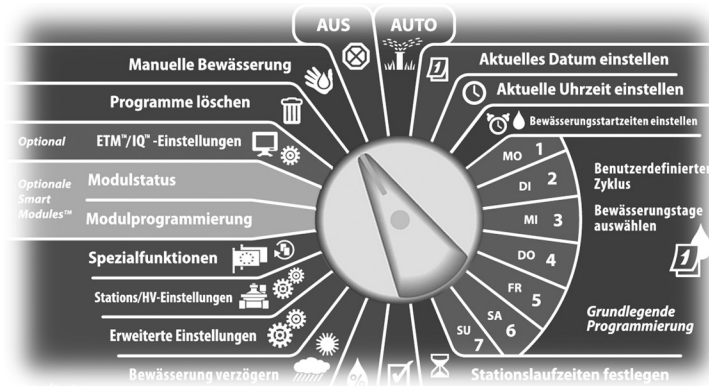 AUS
AUTO
Manuelle Bewässerung
Programme löschen
Optional
ETM™/IQ™ -Einstellungen
Optionale
Smart
Modules™
Modulstatus
Modulprogrammierung
Spezialfunktionen
Stations/HV-Einstellungen
Erweiterte Einstellungen
Bewässerung verzögern
Aktuelles Datum einstellen
Aktuelle Uhrzeit einstellen
Bewässerungsstartzeiten einstellen
MO 1
DI 2
MI 3
DO 4
FR 5
SA 6
SU 7
Benutzerdefinierter
Zyklus
Bewässerungstage
auswählen
1
1
Grundlegende
Programmierung
Stationslaufzeiten festlegen
%